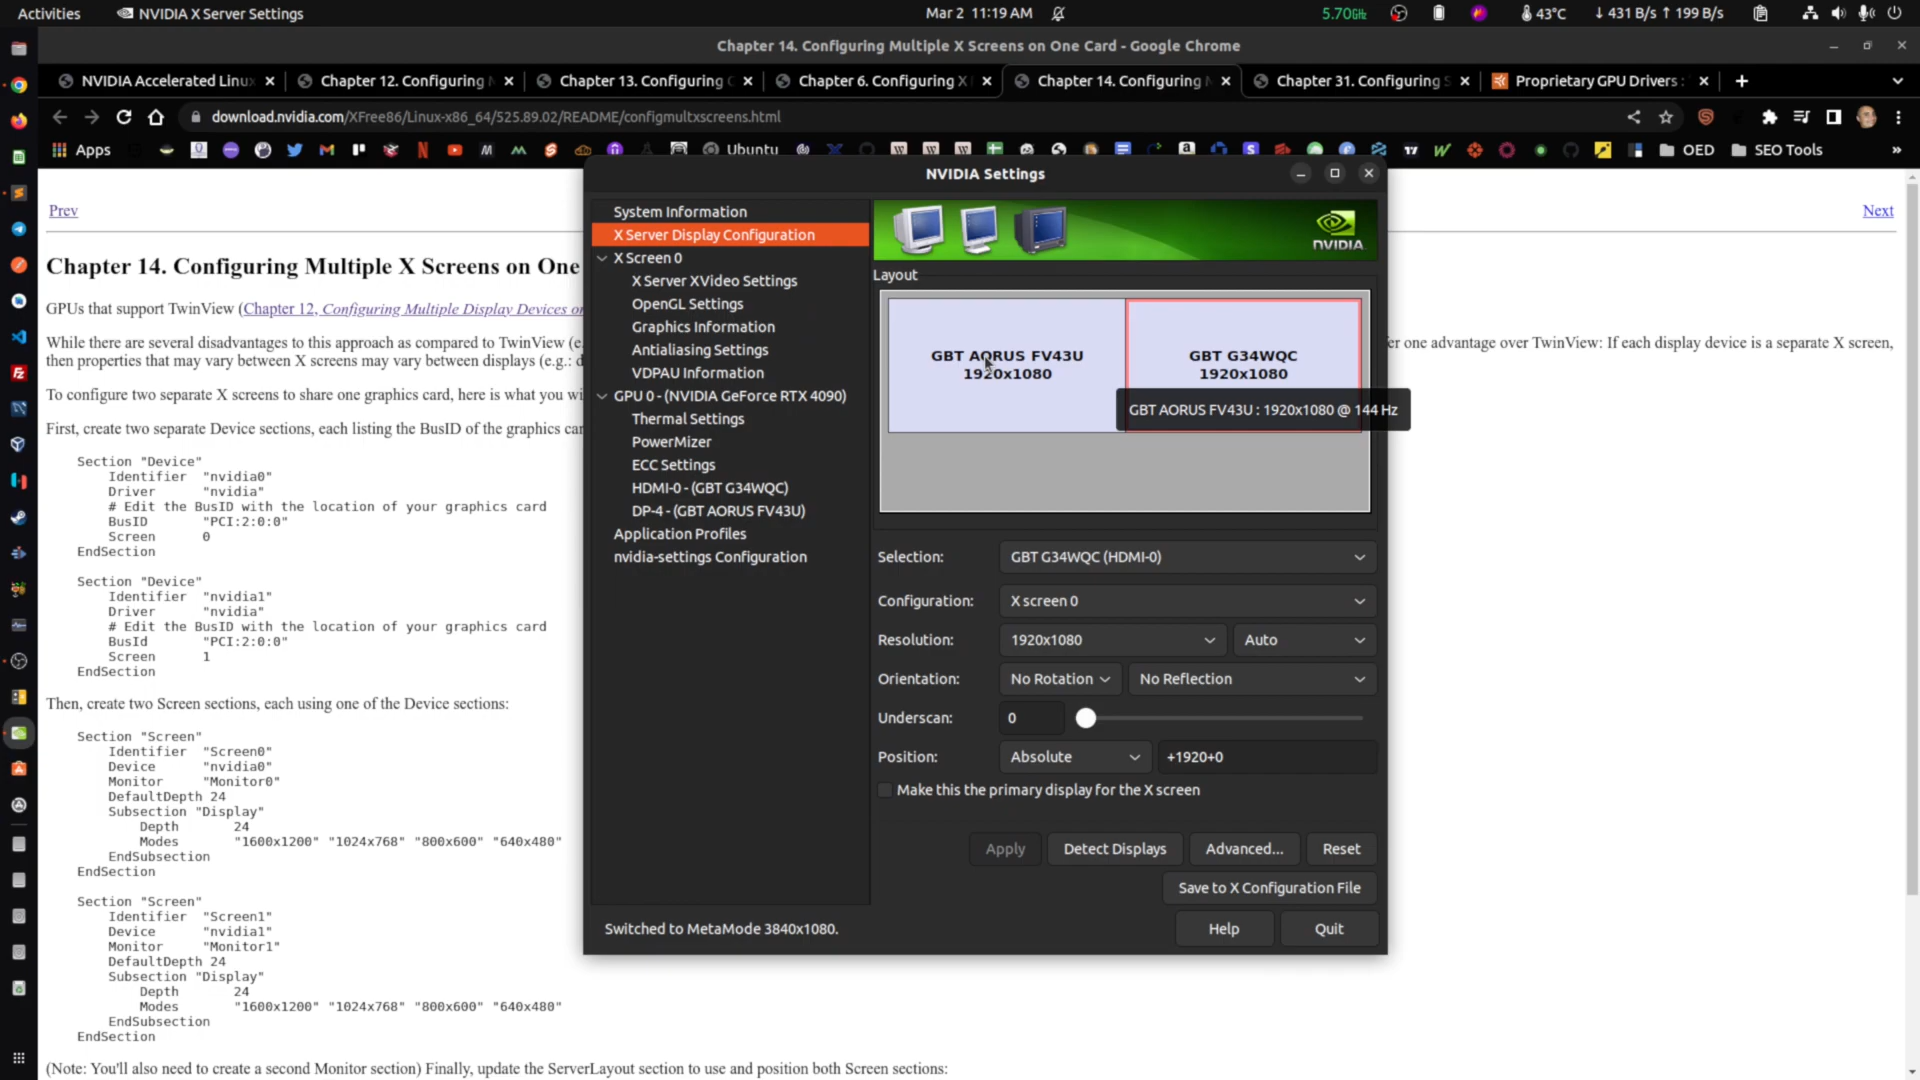 Activities
NVIDIA X Server Settings
Mar 2 11:19 AM
5.70GHz
43°C
↓ 431 B/s ↑ 199 B/s
Chapter 14. Configuring Multiple X Screens on One Card - Google Chrome
NVIDIA Accelerated Linux
Chapter 12. Configuring
Chapter 13. Configuring
Chapter 6. Configuring X
Chapter 14. Configuring
Chapter 31. Configuring
Proprietary GPU Drivers :
download.nvidia.com/XFree86/Linux-x86_64/525.89.02/README/configmultxscreens.html
Apps
Ubuntu
OED
SEO Tools
Prev
Next
Chapter 14. Configuring Multiple X Screens on One
GPUs that support TwinView (Chapter 12, Configuring Multiple Display Devices
While there are several disadvantages to this approach as compared to TwinView (e.
er one advantage over TwinView: If each display device is a separate X screen,
then properties that may vary between X screens may vary between displays (e.g.: d
To configure two separate X screens to share one graphics card, here is what you wi
First, create two separate Device sections, each listing the BusID of the graphics car
Section "Device"
Identifier "nvidia0"
Driver "nvidia"
# Edit the BusID with the location of your graphics card
BusID "PCI:2:0:0"
Screen 0
EndSection
Section "Device"
Identifier "nvidia1"
Driver "nvidia"
# Edit the BusID with the location of your graphics card
BusId "PCI:2:0:0"
Screen 1
EndSection
Then, create two Screen sections, each using one of the Device sections:
Section "Screen"
Identifier "Screen0"
Device "nvidia0"
Monitor "Monitor0"
DefaultDepth 24
Subsection "Display"
Depth 24
Modes "1600x1200" "1024x768" "800x600" "640x480"
EndSubsection
EndSection
Section "Screen"
Identifier "Screen1"
Device "nvidia1"
Monitor "Monitor1"
DefaultDepth 24
Subsection "Display"
Depth 24
Modes "1600x1200" "1024x768" "800x600" "640x480"
EndSubsection
EndSection
(Note: You'll also need to create a second Monitor section) Finally, update the ServerLayout section to use and position both Screen sections:
NVIDIA Settings
System Information
X Server Display Configuration
X Screen 0
X Server XVideo Settings
OpenGL Settings
Graphics Information
Antialiasing Settings
VDPAU Information
GPU 0 - (NVIDIA GeForce RTX 4090)
Thermal Settings
PowerMizer
ECC Settings
HDMI-0 - (GBT G34WQC)
DP-4 - (GBT AORUS FV43U)
Application Profiles
nvidia-settings Configuration
NVIDIA
Layout
GBT AORUS FV43U
1920x1080
GBT G34WQC
1920x1080
GBT AORUS FV43U : 1920x1080 @ 144 Hz
Selection: GBT G34WQC (HDMI-0)
Configuration: X screen 0
Resolution: 1920x1080 Auto
Orientation: No Rotation No Reflection
Underscan: 0
Position: Absolute +1920+0
Make this the primary display for the X screen
Apply
Detect Displays
Advanced...
Reset
Save to X Configuration File
Switched to MetaMode 3840x1080.
Help
Quit